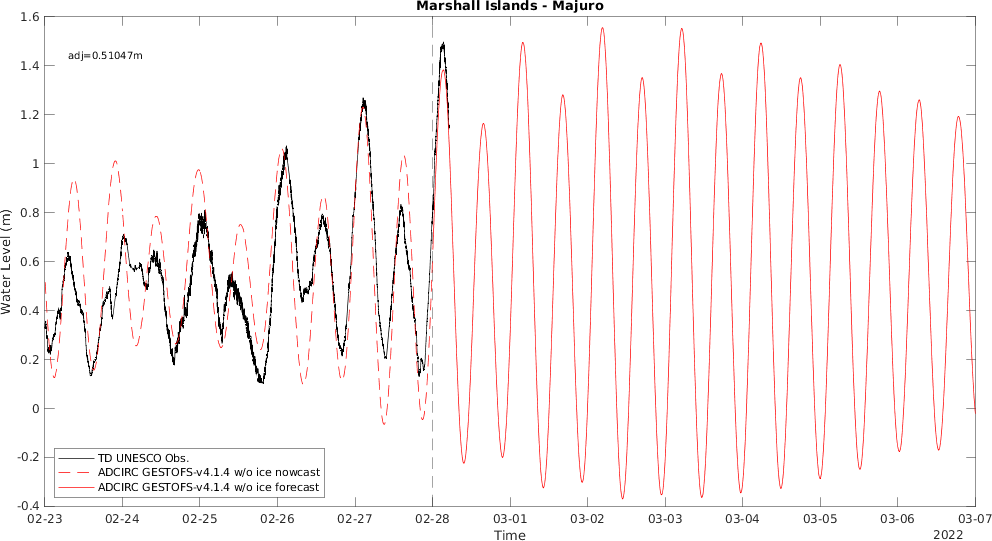 Marshall Islands - Majuro
1.6
1.4
1.2
1
0.8
0.6
0.4
0.2
0
-0.2
-0.4
Water Level (m)
adj=0.51047m
TD UNESCO Obs.
ADCIRC GESTOFS-v4.1.4 w/o ice nowcast
ADCIRC GESTOFS-v4.1.4 w/o ice forecast
02-23 02-24 02-25 02-26 02-27 02-28 03-01 03-02 03-03 03-04 03-05 03-06 03-07
Time
2022